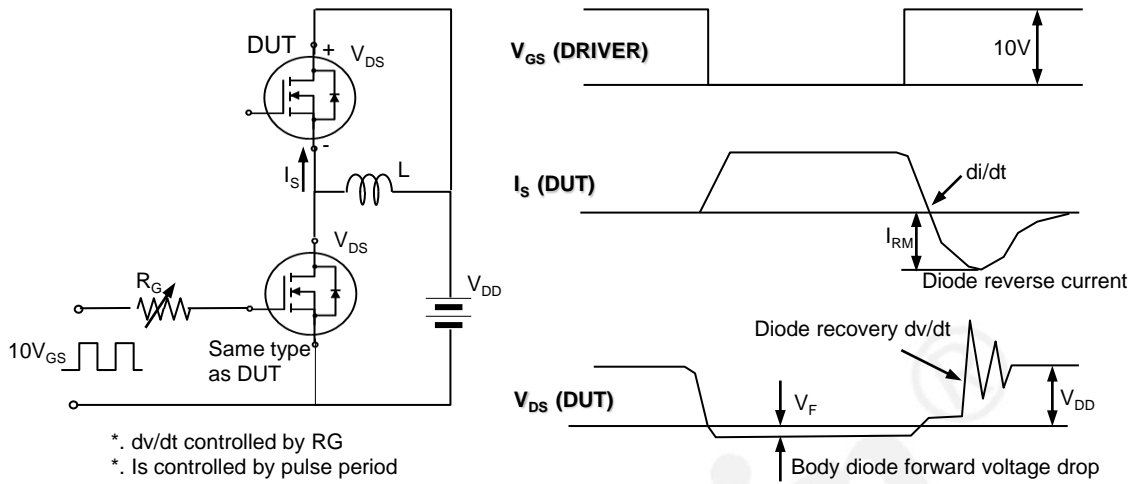 DUT
+
V_DS
-
I_S
L
V_DS
R_G
V_DD
10V_GS
Same type
as DUT
*. dv/dt controlled by RG
*. Is controlled by pulse period
V_GS (DRIVER)
10V
I_S (DUT)
di/dt
I_RM
Diode reverse current
Diode recovery dv/dt
V_DS (DUT)
V_F
V_DD
Body diode forward voltage drop